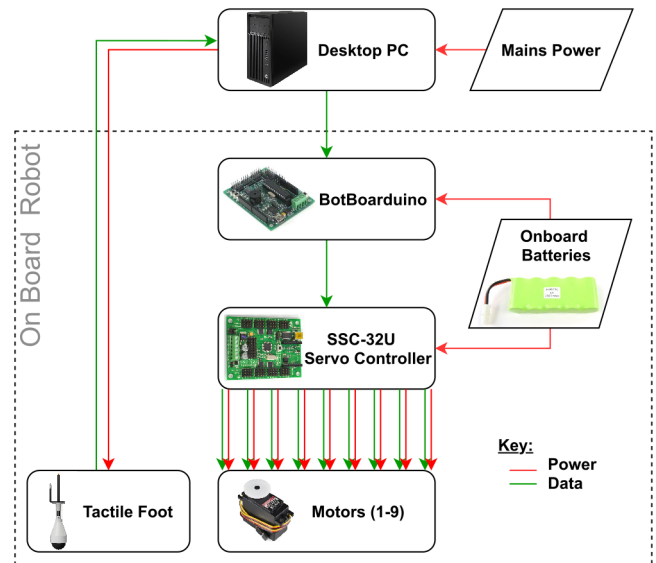 Desktop PC
Mains Power
On Board Robot
BotBoarduino
Onboard
Batteries
SSC-32U
Servo Controller
Key:
Power
Data
Tactile Foot
Motors (1-9)